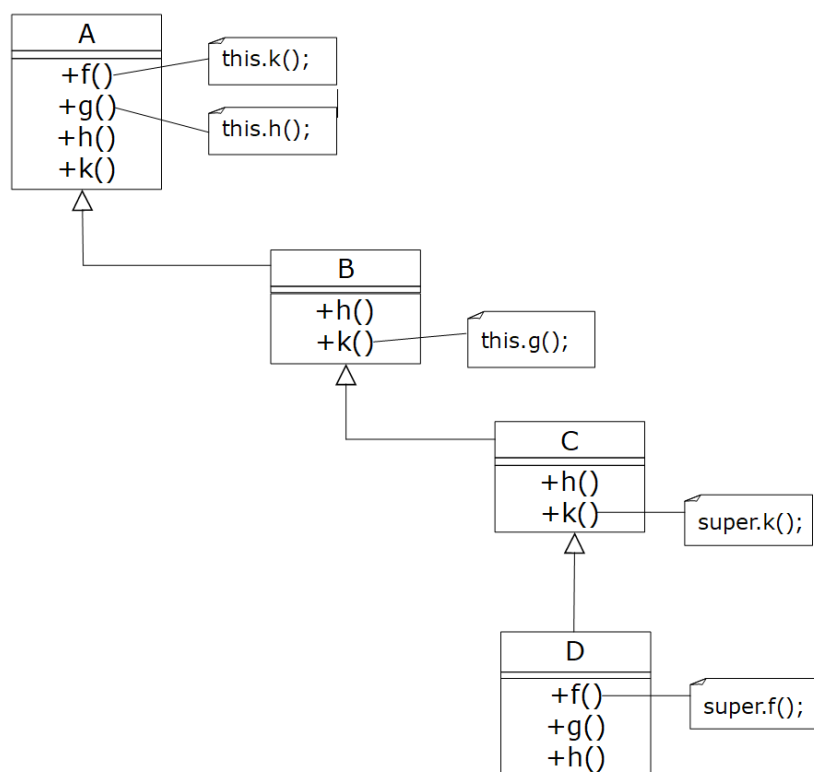 A
+f()
+g()
+h()
+k()
this.k();
this.h();
B
+h()
+k()
this.g();
C
+h()
+k()
super.k();
D
+f()
+g()
+h()
super.f();